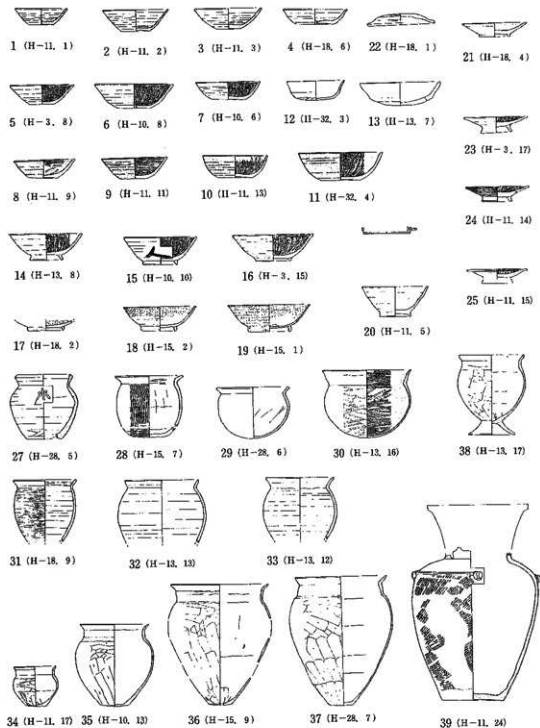 1 (H-11. 1)
2 (H-11. 2)
3 (H-11. 3)
4 (H-18. 6)
22 (H-18. 1)
21 (H-18. 4)
5 (H-3. 8)
6 (H-10. 8)
7 (H-10. 6)
12 (H-32. 3)
13 (H-13. 7)
23 (H-3. 17)
8 (H-11. 9)
9 (H-11. 11)
10 (H-11. 13)
11 (H-32. 4)
24 (H-11. 14)
14 (H-13. 8)
15 (H-10. 16)
16 (H-3. 15)
25 (H-11. 15)
17 (H-18. 2)
18 (H-15. 2)
19 (H-15. 1)
20 (H-11. 5)
27 (H-28. 5)
28 (H-15. 7)
29 (H-28. 6)
30 (H-13. 16)
38 (H-13. 17)
31 (H-18. 9)
32 (H-13. 13)
33 (H-13. 12)
34 (H-11. 17)
35 (H-10. 13)
36 (H-15. 9)
37 (H-28. 7)
39 (H-11. 24)